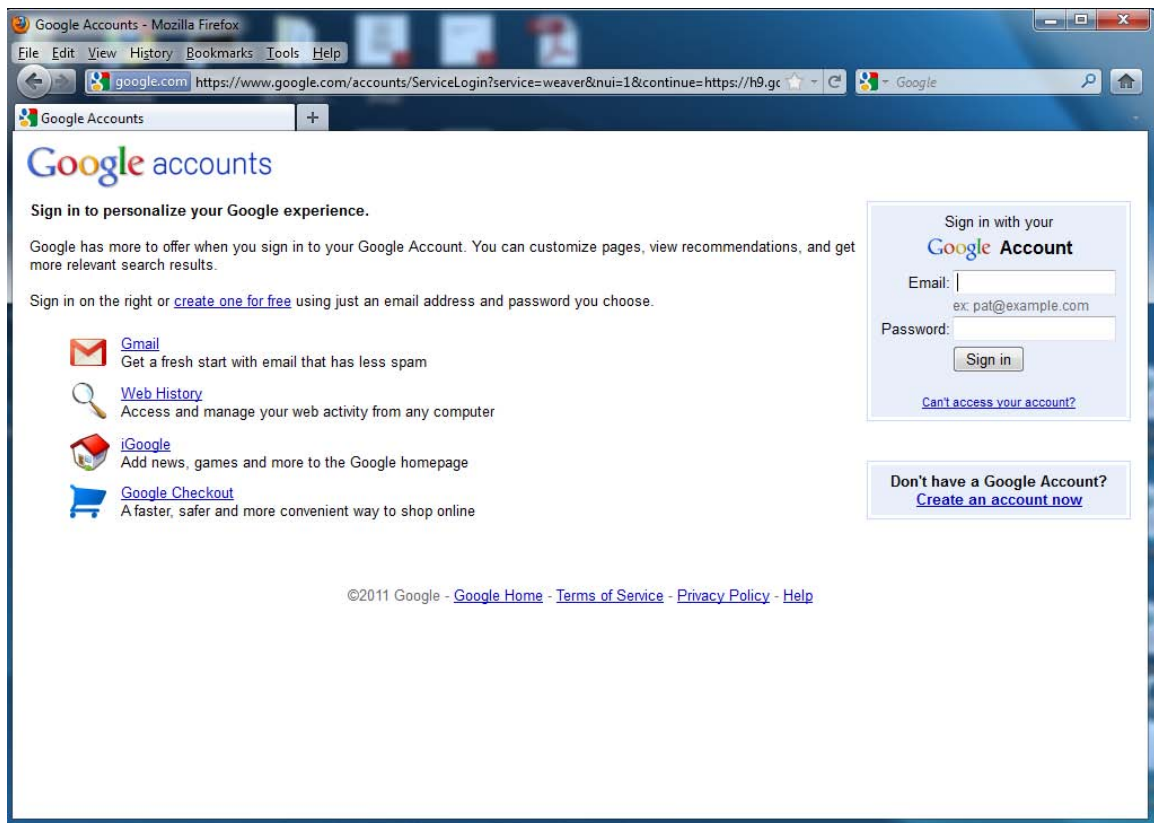 Google Accounts - Mozilla Firefox
File Edit View History Bookmarks Tools Help
google.com https://www.google.com/accounts/ServiceLogin?service=weaver&nui=1&continue=https://h9.gc
Google
Google Accounts +
Google accounts
Sign in to personalize your Google experience.
Google has more to offer when you sign in to your Google Account. You can customize pages, view recommendations, and get
more relevant search results.
Sign in on the right or create one for free using just an email address and password you choose.
Gmail
Get a fresh start with email that has less spam
Web History
Access and manage your web activity from any computer
iGoogle
Add news, games and more to the Google homepage
Google Checkout
A faster, safer and more convenient way to shop online
Sign in with your
Google Account
Email:
ex: pat@example.com
Password:
Sign in
Can't access your account?
Don't have a Google Account?
Create an account now
©2011 Google - Google Home - Terms of Service - Privacy Policy - Help